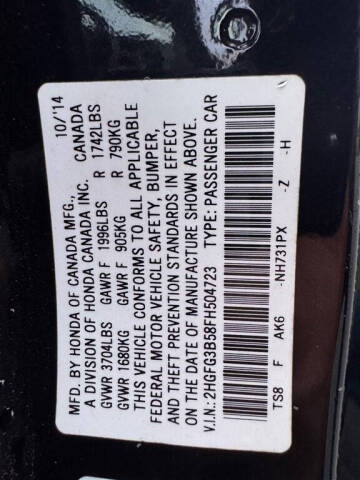 MFD. BY HONDA OF CANADA MFG., 10/'14
A DIVISION OF HONDA CANADA INC. CANADA
GVWR 3704LBS GAWR F 1996LBS R 1742LBS
GVWR 1680KG GAWR F 905KG R 790KG
THIS VEHICLE CONFORMS TO ALL APPLICABLE
FEDERAL MOTOR VEHICLE SAFETY, BUMPER,
AND THEFT PREVENTION STANDARDS IN EFFECT
ON THE DATE OF MANUFACTURE SHOWN ABOVE.
V.I.N.: 2HGFG3B58FH504723 TYPE: PASSENGER CAR
TS8 F AK6 -NH731PX -Z -H